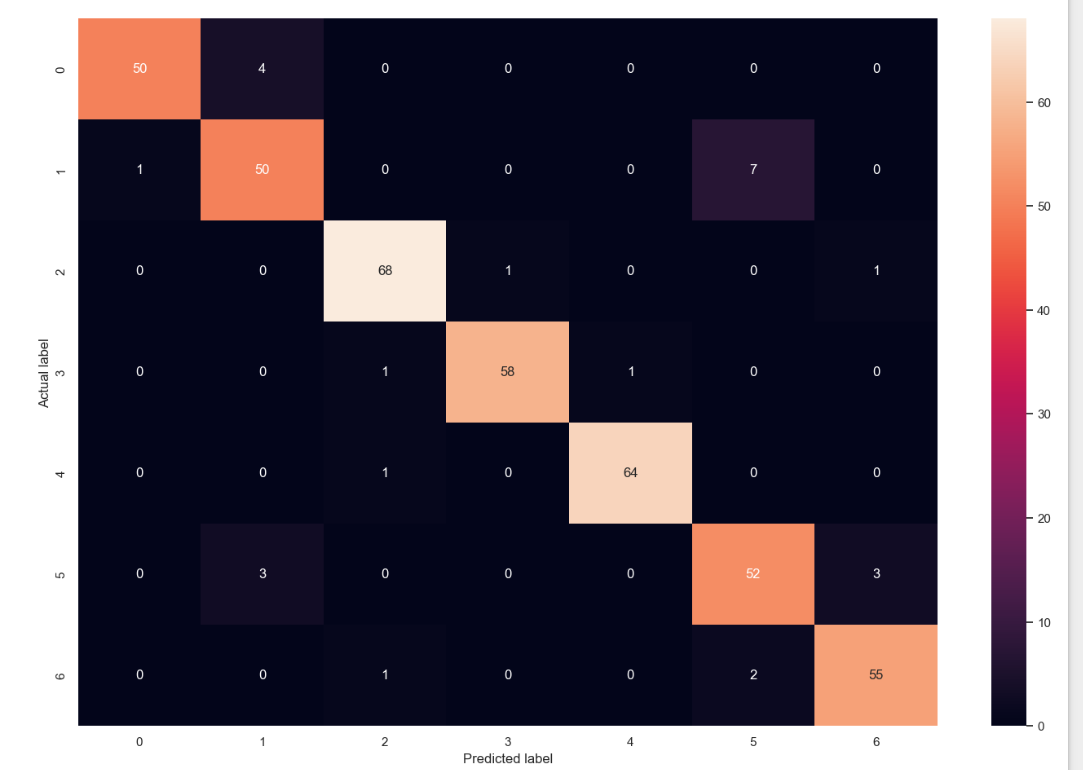 0 50 4 0 0 0 0 0
1 1 50 0 0 0 7 0
2 0 0 68 1 0 0 1
3 0 0 1 58 1 0 0
4 0 0 1 0 64 0 0
5 0 3 0 0 0 52 3
6 0 0 1 0 0 2 55
0 1 2 3 4 5 6
Actual label
Predicted label
60
50
40
30
20
10
0